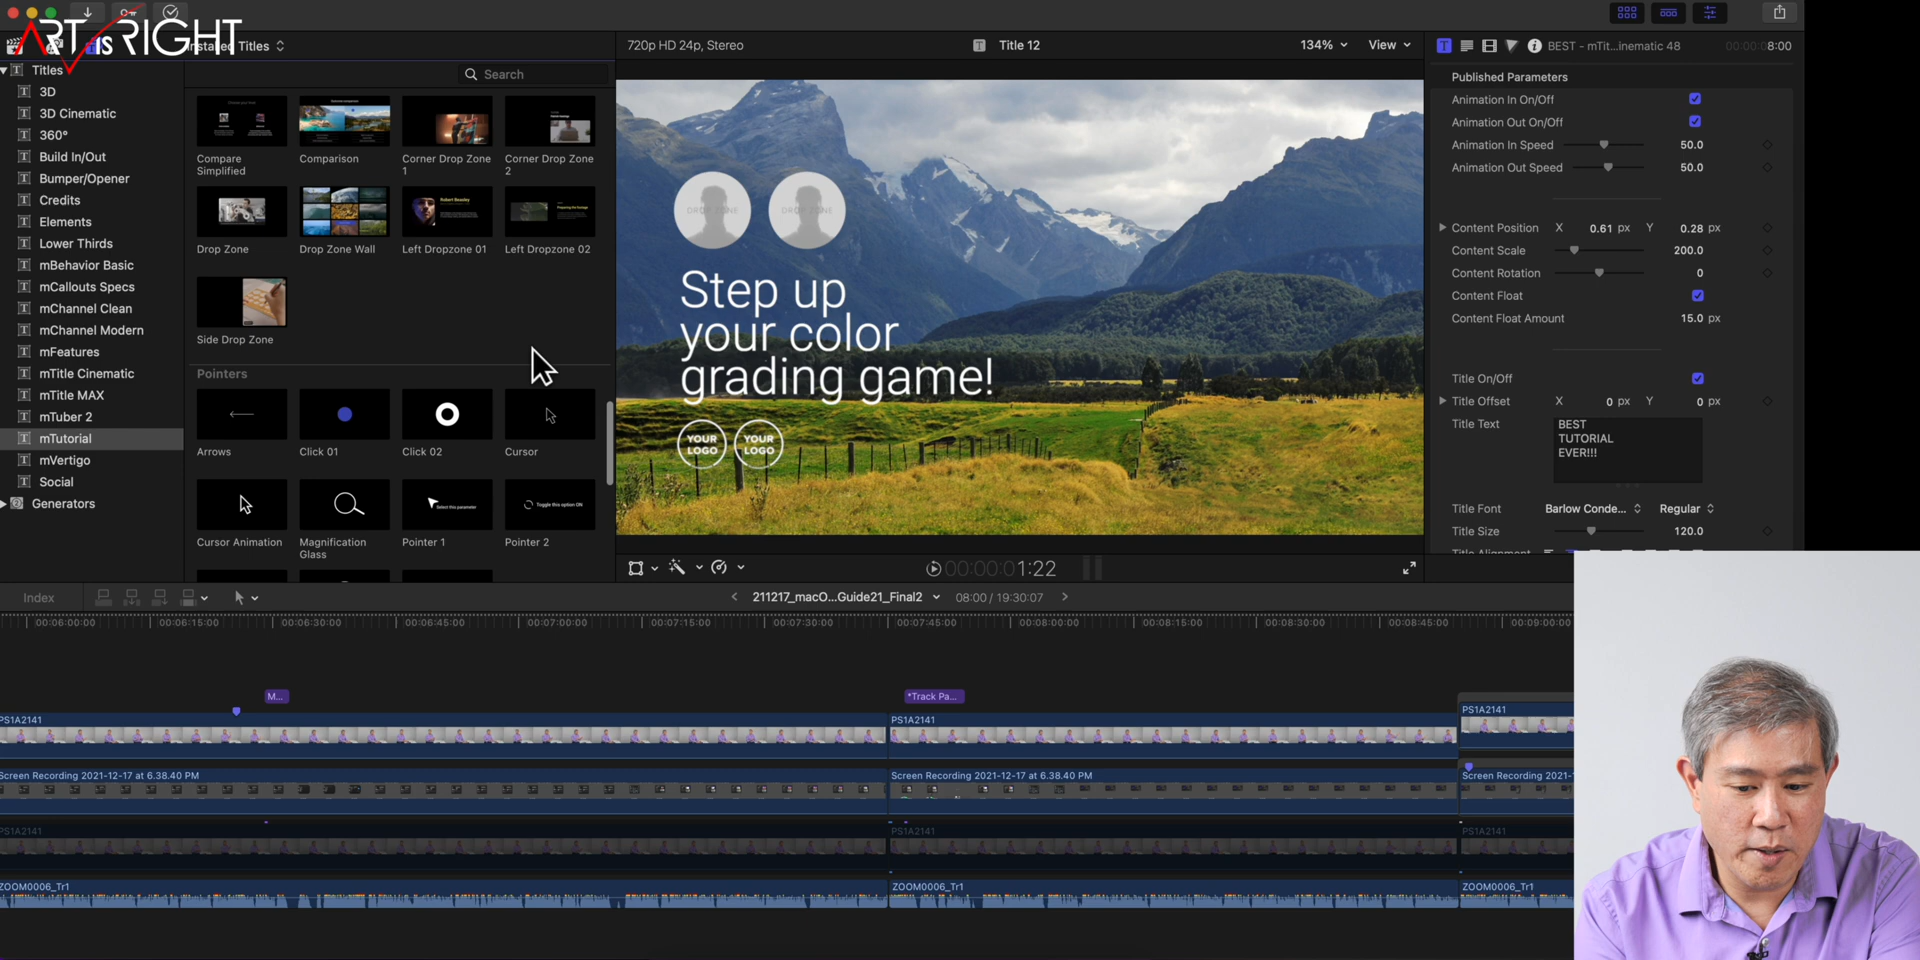 ART IS RIGHT
Installed Titles
720p HD 24p, Stereo
Title 12
134%
View
BEST - mTit...inematic 48
00:00:08:00
Titles
Search
3D
3D Cinematic
360°
Build In/Out
Bumper/Opener
Credits
Elements
Lower Thirds
mBehavior Basic
mCallouts Specs
mChannel Clean
mChannel Modern
mFeatures
mTitle Cinematic
mTitle MAX
mTuber 2
mTutorial
mVertigo
Social
Generators
Compare
Simplified
Comparison
Corner Drop Zone
1
Corner Drop Zone
2
Robert Beasley
Drop Zone
Drop Zone Wall
Left Dropzone 01
Left Dropzone 02
Side Drop Zone
Pointers
Arrows
Click 01
Click 02
Cursor
Select this parameter
Toggle this option ON
Cursor Animation
Magnification
Glass
Pointer 1
Pointer 2
DROP ZONE
DROP ZONE
Step up
your color
grading game!
YOUR
LOGO
YOUR
LOGO
00:00:01:22
Published Parameters
Animation In On/Off
Animation Out On/Off
Animation In Speed 50.0
Animation Out Speed 50.0
Content Position X 0.61 px Y 0.28 px
Content Scale 200.0
Content Rotation 0
Content Float
Content Float Amount 15.0 px
Title On/Off
Title Offset X 0 px Y 0 px
Title Text BEST
TUTORIAL
EVER!!!
Title Font Barlow Conde... Regular
Title Size 120.0
Title Alignment
Index
211217_macO...Guide21_Final2
08:00 / 19:30:07
00:06:00:00
00:06:15:00
00:06:30:00
00:06:45:00
00:07:00:00
00:07:15:00
00:07:30:00
00:07:45:00
00:08:00:00
00:08:15:00
00:08:30:00
00:08:45:00
00:09:00:00
M...
*Track Pa...
PS1A2141
PS1A2141
PS1A2141
Screen Recording 2021-12-17 at 6.38.40 PM
Screen Recording 2021-12-17 at 6.38.40 PM
Screen Recording 2021-1
PS1A2141
PS1A2141
PS1A2141
ZOOM0006_Tr1
ZOOM0006_Tr1
ZOOM0006_Tr1